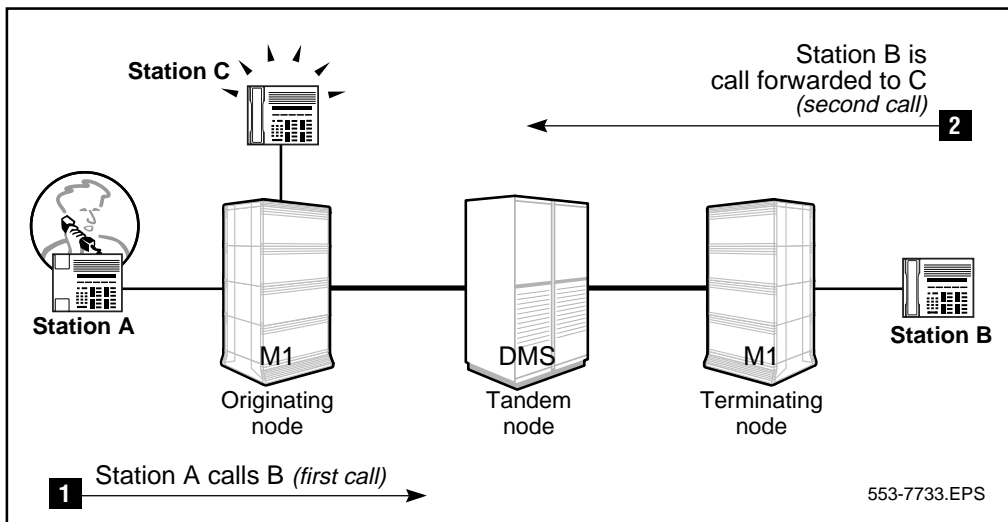 Station C
Station B is
call forwarded to C
(second call)
2
Station A
M1
DMS
M1
Station B
Originating
node
Tandem
node
Terminating
node
1
Station A calls B (first call)
553-7733.EPS